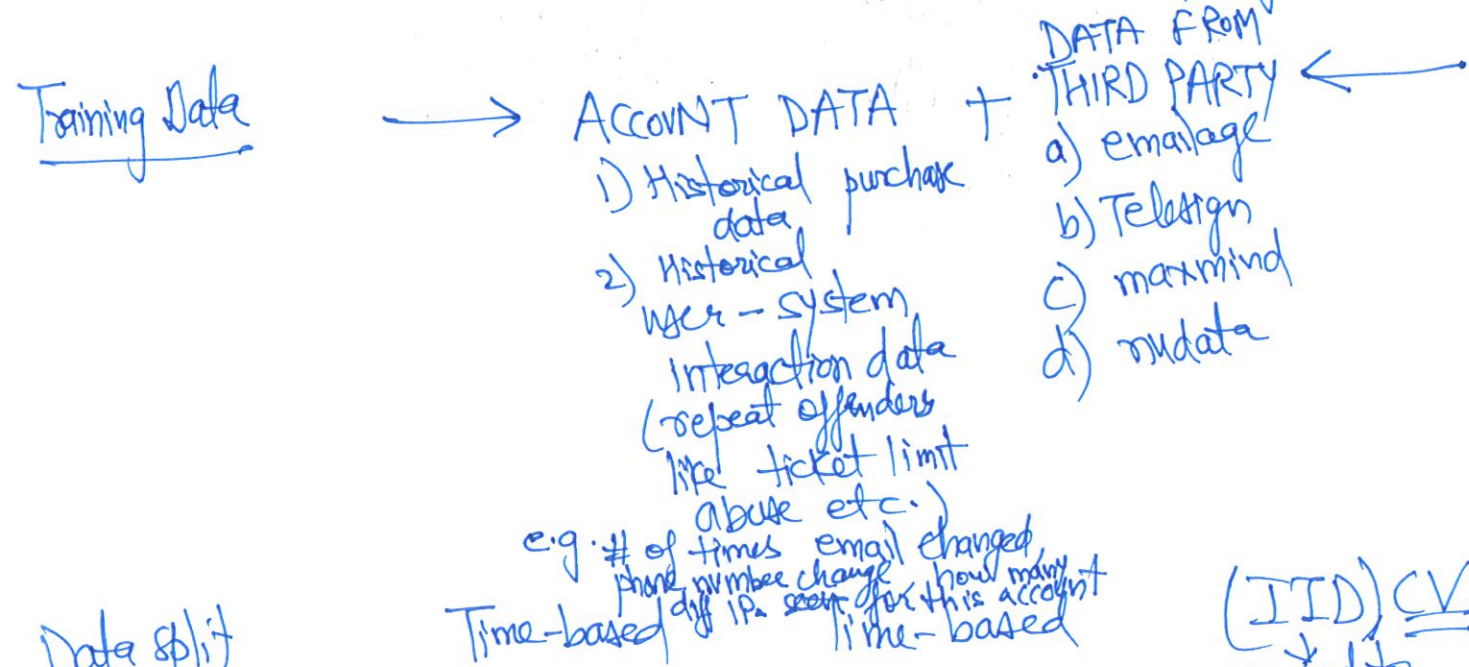 Training Data → ACCOUNT DATA + DATA FROM THIRD PARTY ←
1) Historical purchase
data
2) Historical
user-system
interaction data
(repeat offenders
like ticket limit
abuse etc.)
e.g. # of times email changed,
phone number change, how many
diff IPs seen for this account
a) emailage
b) Telesign
c) maxmind
d) nudata
Data split
Time-based
Time-based
(IID) CV